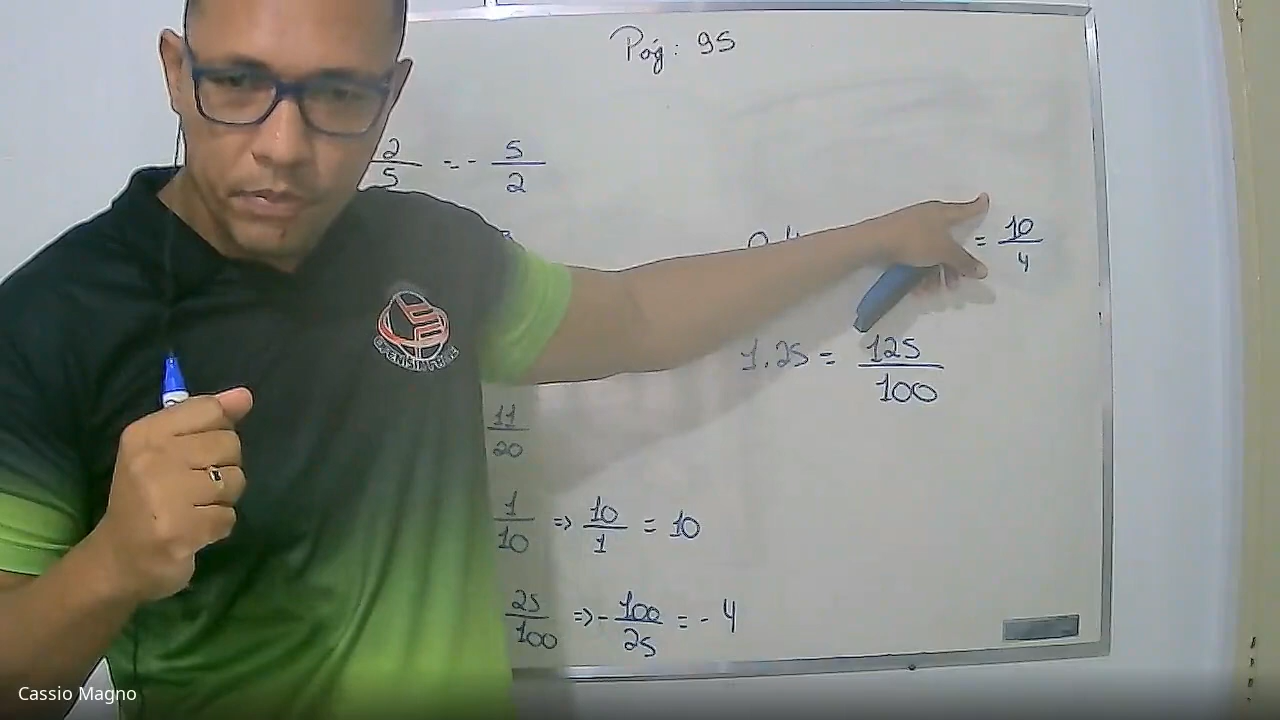 Pág: 95
2/5 = - 5/2
= 10/4
1.25 = 125/100
11/20
1/10 => 10/1 = 10
25/100 => - 100/25 = - 4
Cassio Magno